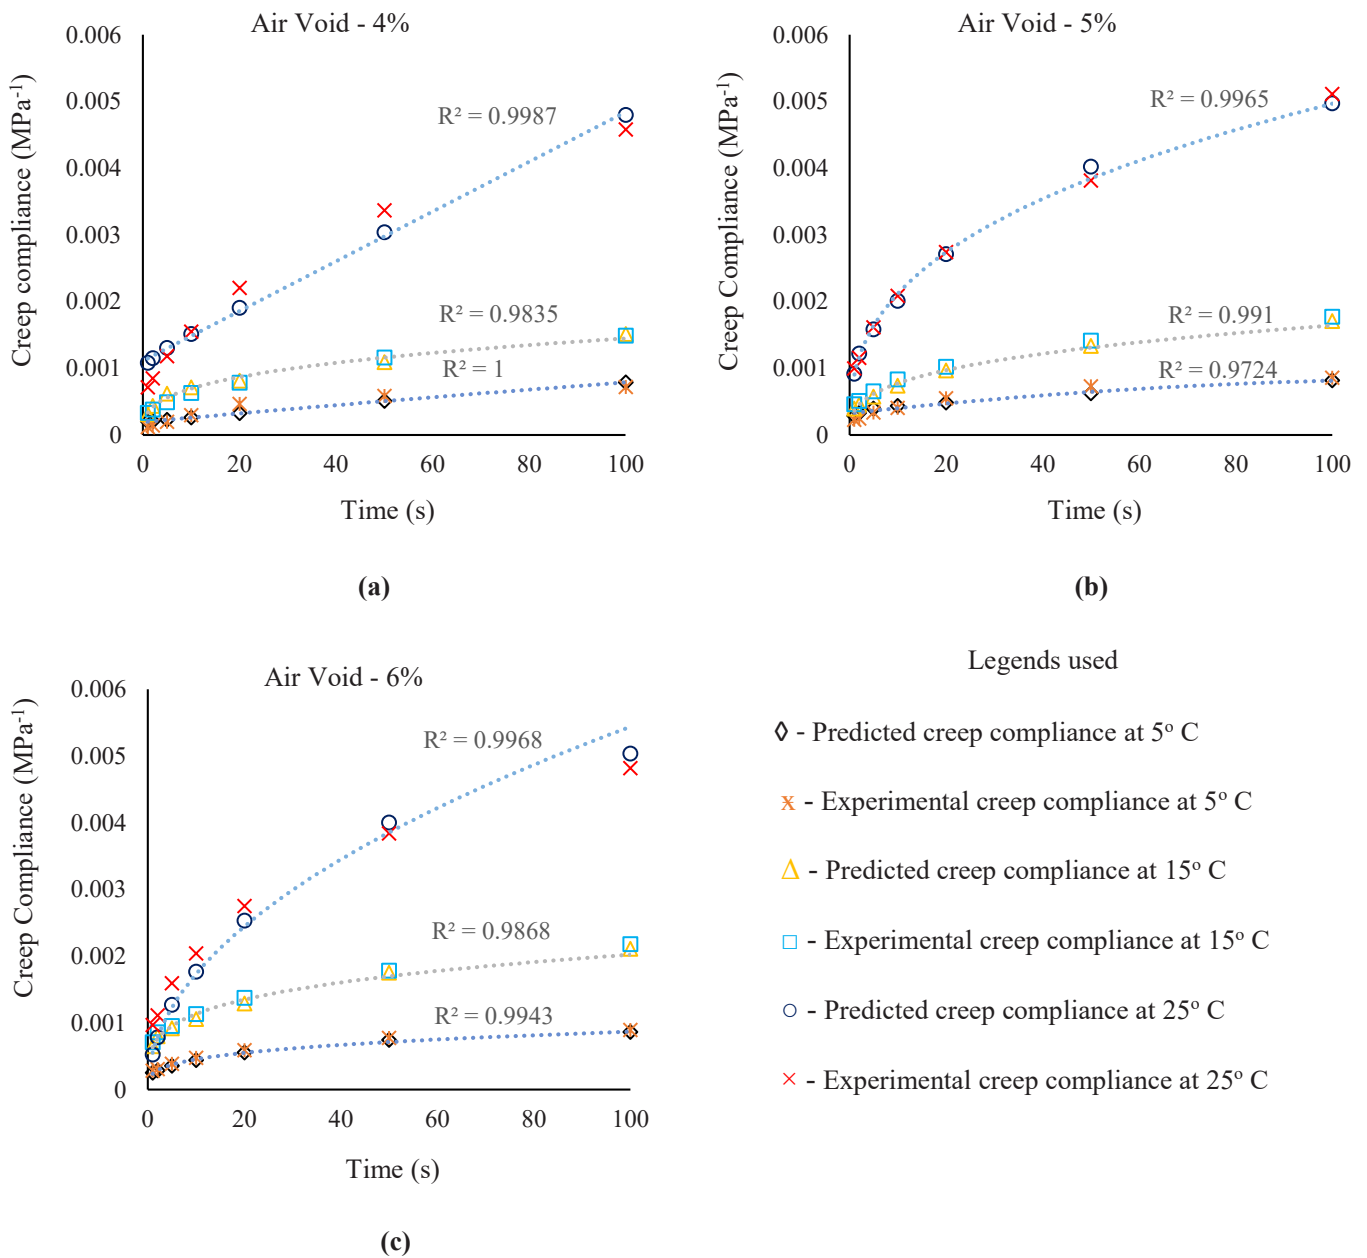 Air Void - 4%
Creep compliance (MPa⁻¹)
0.006
0.005
0.004
0.003
0.002
0.001
0
R² = 0.9987
R² = 0.9835
R² = 1
0 20 40 60 80 100
Time (s)
(a)
Air Void - 5%
Creep Compliance (MPa⁻¹)
0.006
0.005
0.004
0.003
0.002
0.001
0
R² = 0.9965
R² = 0.991
R² = 0.9724
0 20 40 60 80 100
Time (s)
(b)
Air Void - 6%
Creep Compliance (MPa⁻¹)
0.006
0.005
0.004
0.003
0.002
0.001
0
R² = 0.9968
R² = 0.9868
R² = 0.9943
0 20 40 60 80 100
Time (s)
(c)
Legends used
- Predicted creep compliance at 5° C
- Experimental creep compliance at 5° C
- Predicted creep compliance at 15° C
- Experimental creep compliance at 15° C
- Predicted creep compliance at 25° C
- Experimental creep compliance at 25° C